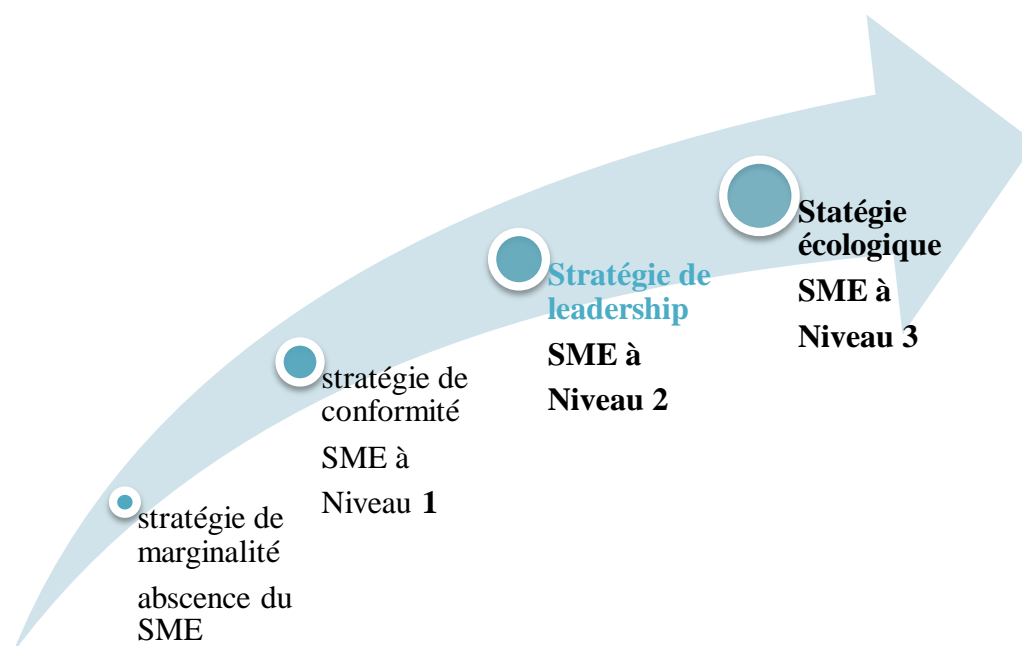 stratégie de
marginalité
abscence du
SME
stratégie de
conformité
SME à
Niveau 1
Stratégie de
leadership
SME à
Niveau 2
Statégie
écologique
SME à
Niveau 3